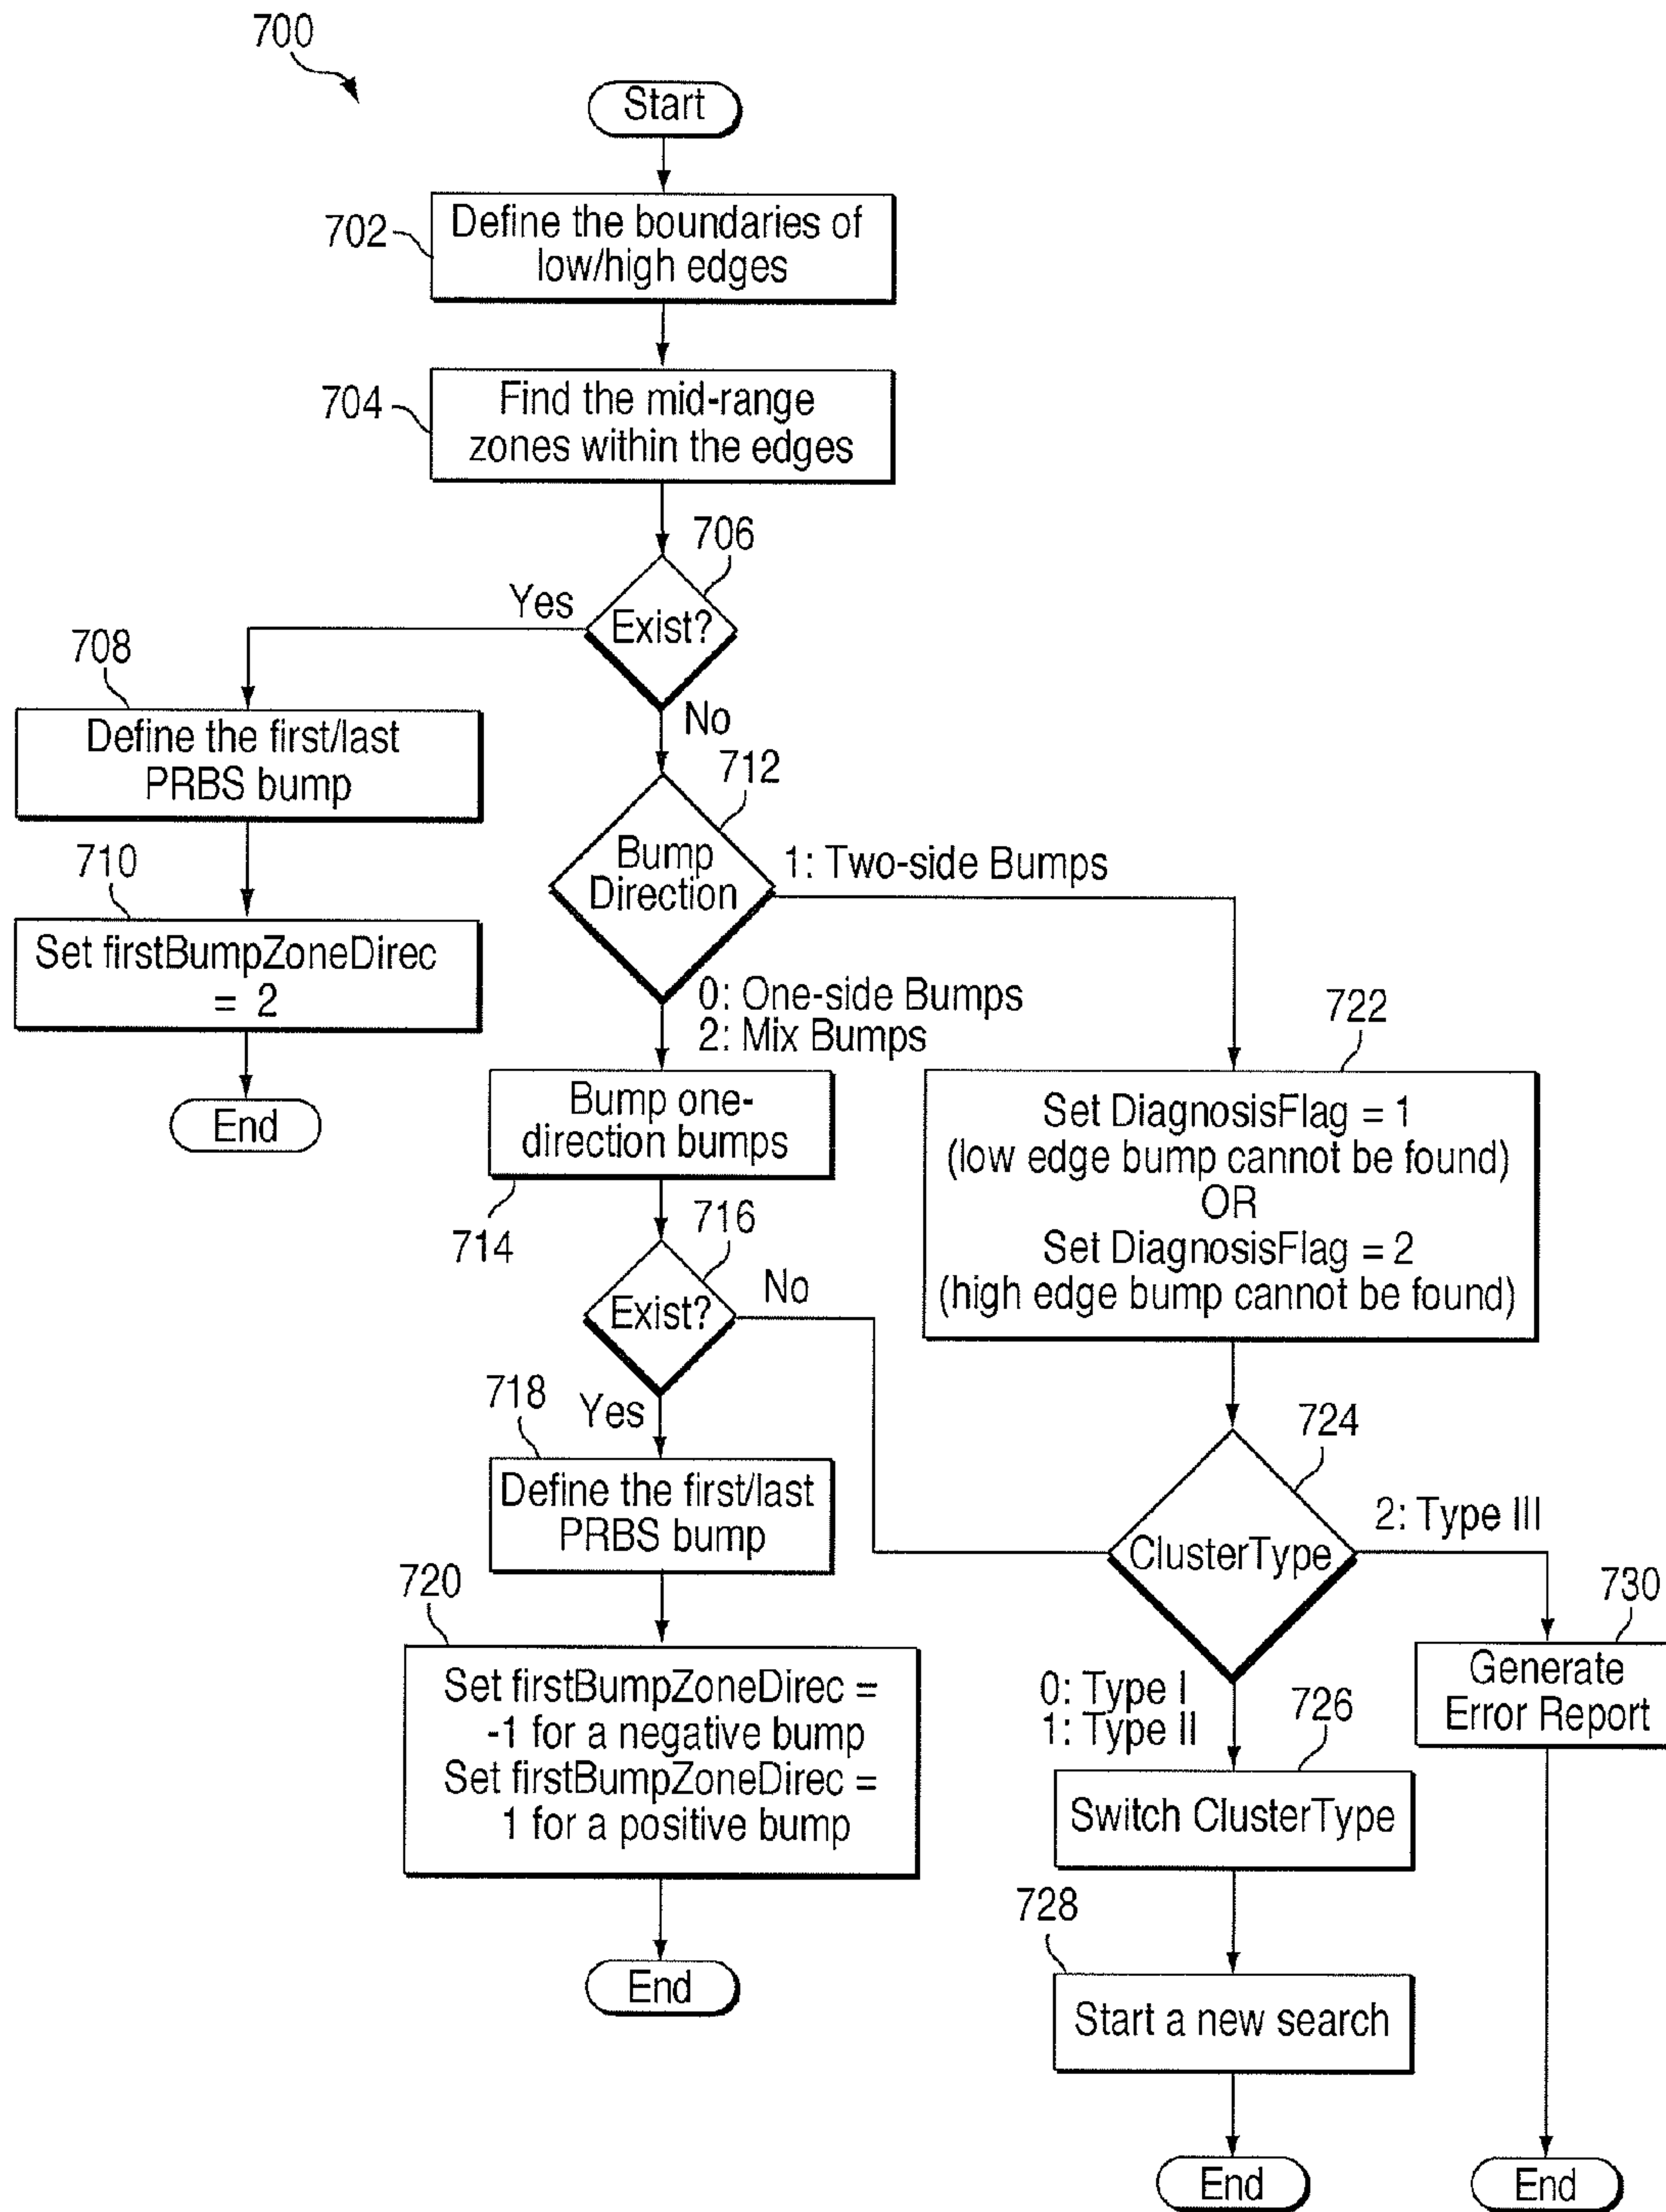 700
Start
702
Define the boundaries of
low/high edges
704
Find the mid-range
zones within the edges
706
Exist?
Yes
No
708
Define the first/last
PRBS bump
710
Set firstBumpZoneDirec
= 2
End
712
Bump
Direction
1: Two-side Bumps
0: One-side Bumps
2: Mix Bumps
714
Bump one-
direction bumps
716
Exist?
No
Yes
718
Define the first/last
PRBS bump
720
Set firstBumpZoneDirec =
-1 for a negative bump
Set firstBumpZoneDirec =
1 for a positive bump
End
722
Set DiagnosisFlag = 1
(low edge bump cannot be found)
OR
Set DiagnosisFlag = 2
(high edge bump cannot be found)
724
ClusterType
2: Type III
0: Type I
1: Type II
726
Switch ClusterType
728
Start a new search
End
730
Generate
Error Report
End